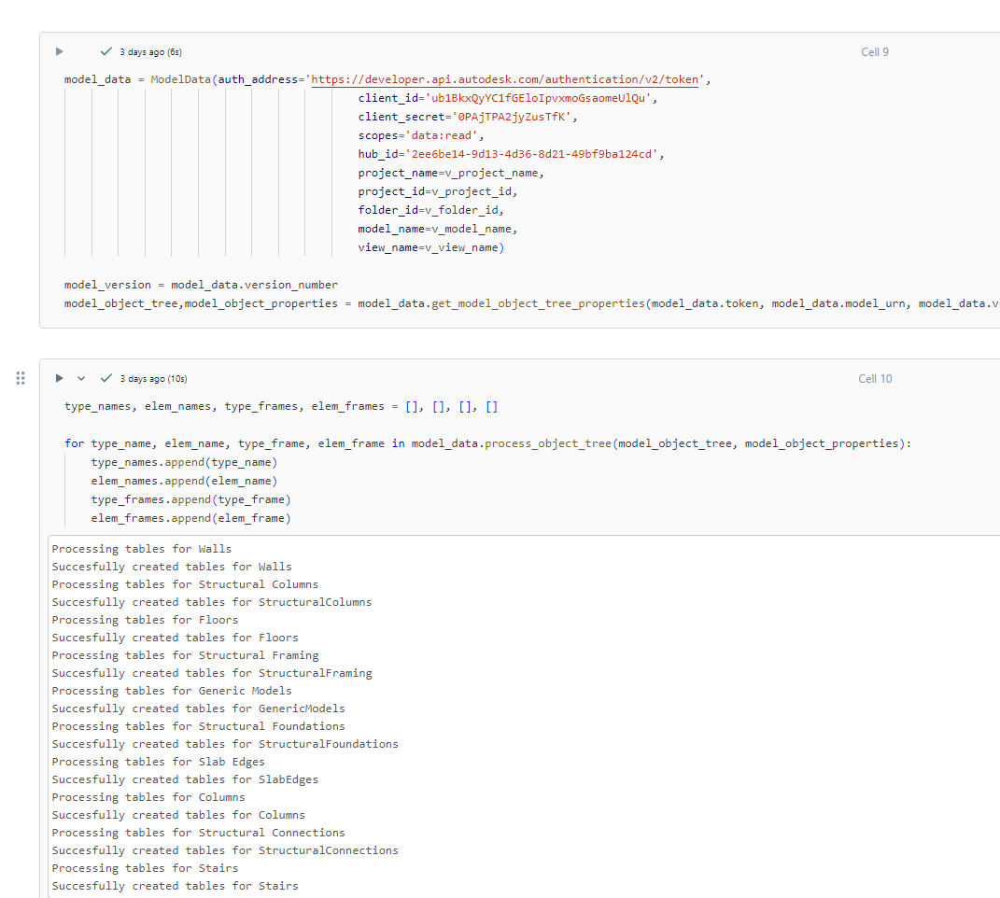 3 days ago (6s)
Cell 9
model_data = ModelData(auth_address='https://developer.api.autodesk.com/authentication/v2/token',
client_id='ub1BkxQyYC1fGEloIpvxmoGsaomeUlQu',
client_secret='0PAjTPA2jyZusTfK',
scopes='data:read',
hub_id='2ee6be14-9d13-4d36-8d21-49bf9ba124cd',
project_name=v_project_name,
project_id=v_project_id,
folder_id=v_folder_id,
model_name=v_model_name,
view_name=v_view_name)
model_version = model_data.version_number
model_object_tree,model_object_properties = model_data.get_model_object_tree_properties(model_data.token, model_data.model_urn, model_data.v
3 days ago (10s)
Cell 10
type_names, elem_names, type_frames, elem_frames = [], [], [], []
for type_name, elem_name, type_frame, elem_frame in model_data.process_object_tree(model_object_tree, model_object_properties):
type_names.append(type_name)
elem_names.append(elem_name)
type_frames.append(type_frame)
elem_frames.append(elem_frame)
Processing tables for Walls
Succesfully created tables for Walls
Processing tables for Structural Columns
Succesfully created tables for StructuralColumns
Processing tables for Floors
Succesfully created tables for Floors
Processing tables for Structural Framing
Succesfully created tables for StructuralFraming
Processing tables for Generic Models
Succesfully created tables for GenericModels
Processing tables for Structural Foundations
Succesfully created tables for StructuralFoundations
Processing tables for Slab Edges
Succesfully created tables for SlabEdges
Processing tables for Columns
Succesfully created tables for Columns
Processing tables for Structural Connections
Succesfully created tables for StructuralConnections
Processing tables for Stairs
Succesfully created tables for Stairs